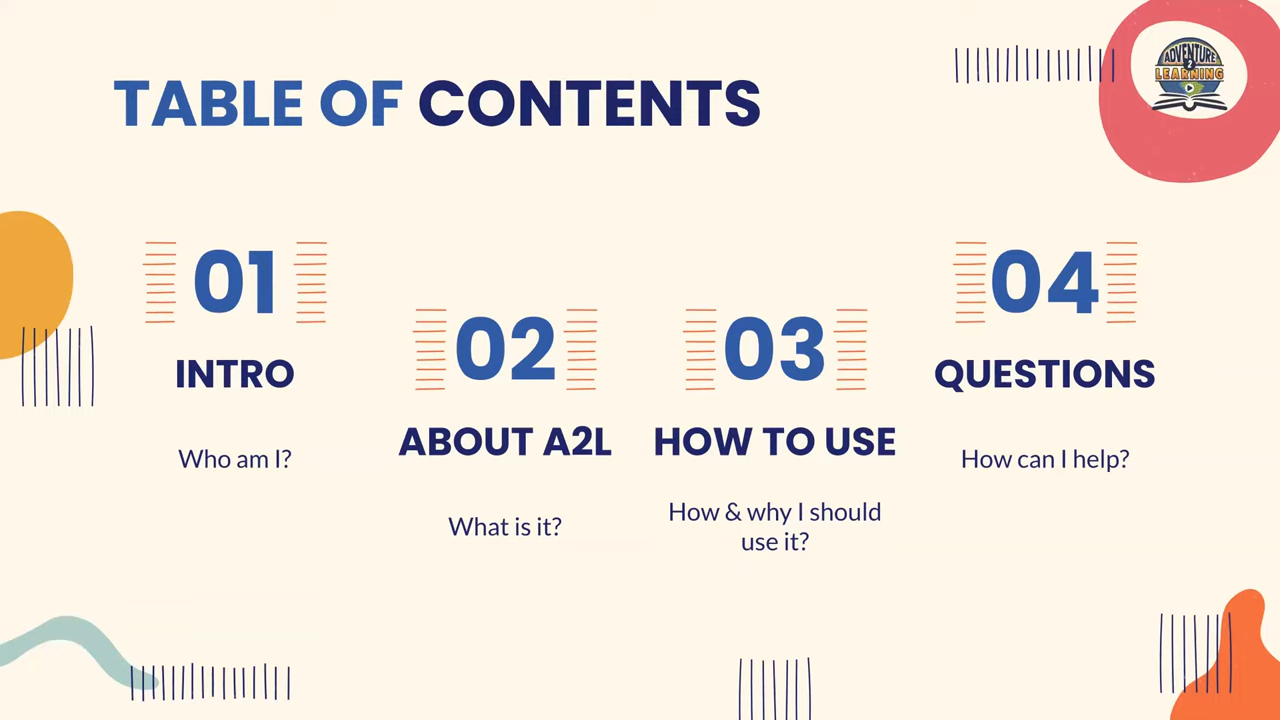 TABLE OF CONTENTS
ADVENTURE
2
LEARNING
01
INTRO
Who am I?
02
ABOUT A2L
What is it?
03
HOW TO USE
How & why I should
use it?
04
QUESTIONS
How can I help?